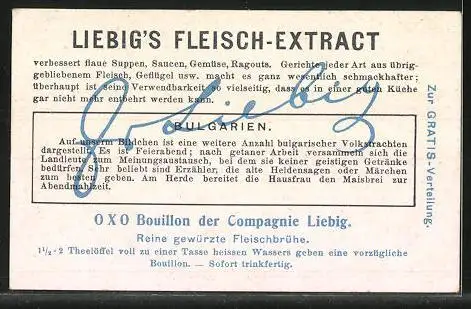 LIEBIG'S FLEISCH-EXTRACT
verbessert flaue Suppen, Saucen, Gemüse, Ragouts. Gerichte jeder Art aus übrig-
gebliebenem Fleisch, Geflügel usw. macht es ganz wesentlich schmackhafter;
überhaupt ist seine Verwendbarkeit so vielseitig, dass es in einer guten Küche
gar nicht mehr entbehrt werden kann.
J v Liebig
BULGARIEN.
Auf unserm Bildchen ist eine weitere Anzahl bulgarischer Volkstrachten
dargestellt. Es ist Feierabend; nach getaner Arbeit versammeln sich die
Landleute zum Meinungsaustausch, bei dem sie keiner geistigen Getränke
bedürfen. Sehr beliebt sind Erzähler, die alte Heldensagen oder Märchen
zum besten geben. Am Herde bereitet die Hausfrau den Maisbrei zur
Abendmahlzeit.
OXO Bouillon der Compagnie Liebig.
Reine gewürzte Fleischbrühe.
1½-2 Theelöffel voll zu einer Tasse heissen Wassers geben eine vorzügliche
Bouillon. — Sofort trinkfertig.
Zur GRATIS-Verteilung.